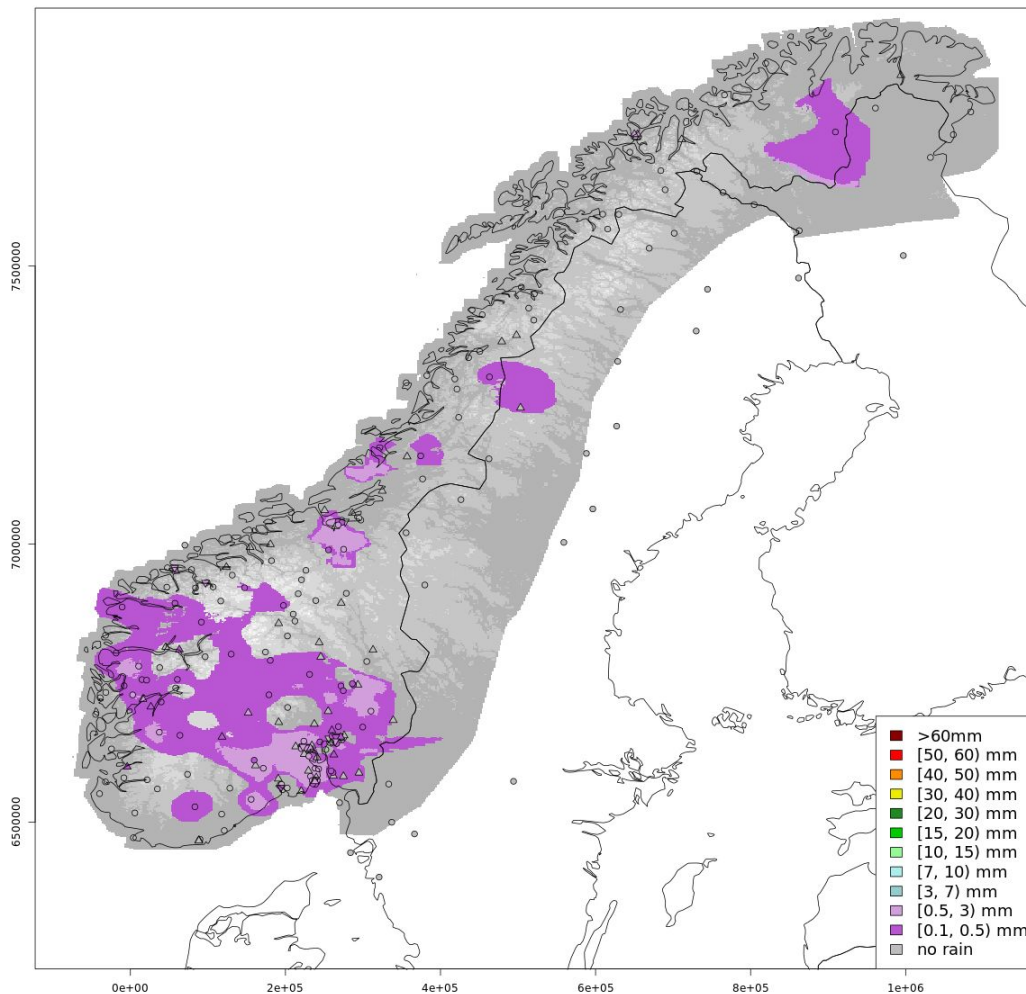 7500000
7000000
6500000
>60mm
[50, 60) mm
[40, 50) mm
[30, 40) mm
[20, 30) mm
[15, 20) mm
[10, 15) mm
[7, 10) mm
[3, 7) mm
[0.5, 3) mm
[0.1, 0.5) mm
no rain
0e+00 2e+05 4e+05 6e+05 8e+05 1e+06